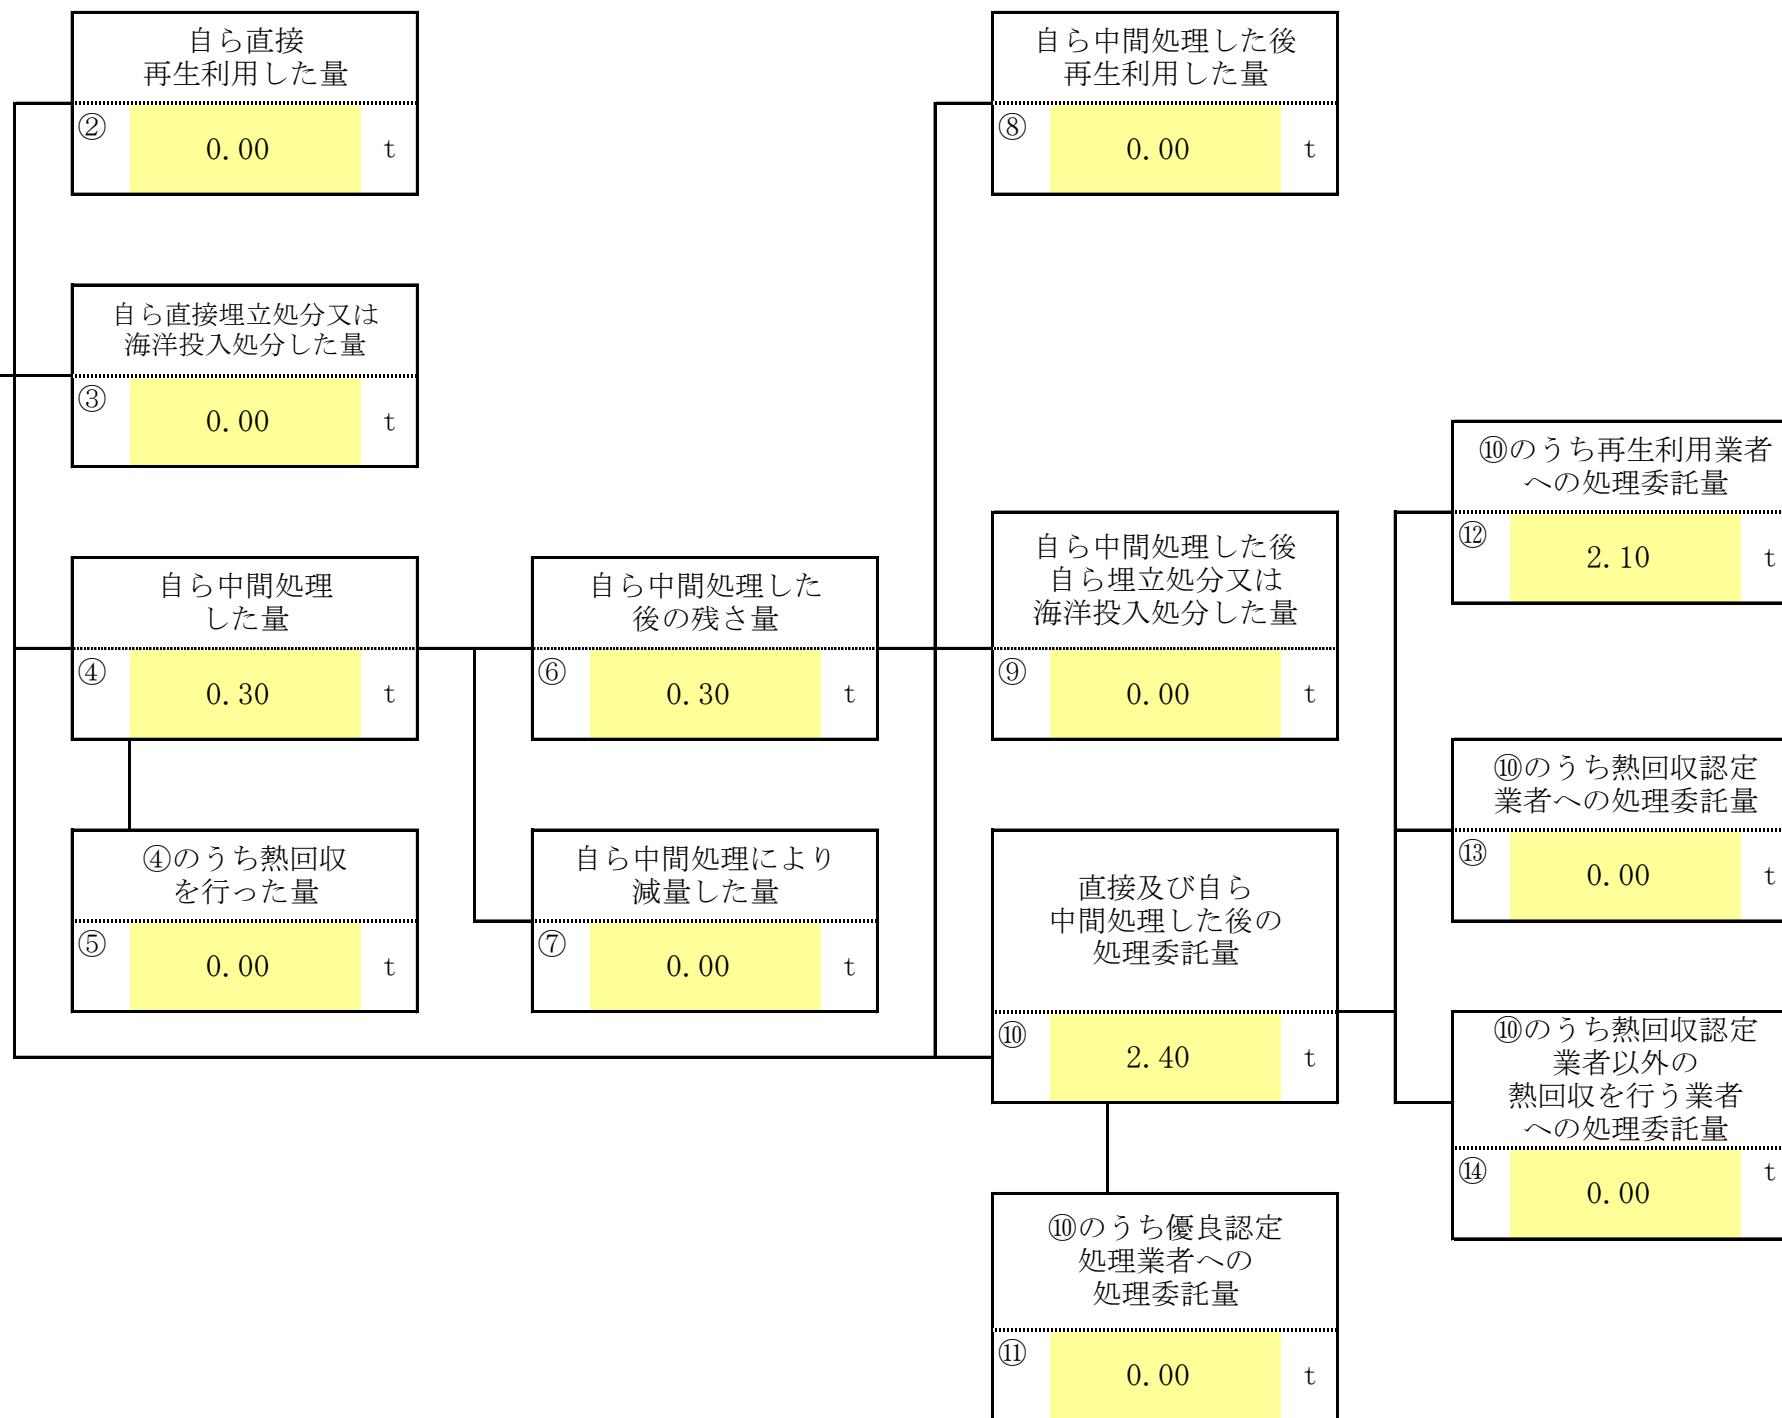 自ら直接
再生利用した量
②
0.00
t
自ら中間処理した後
再生利用した量
⑧
0.00
t
自ら直接埋立処分又は
海洋投入処分した量
③
0.00
t
⑩のうち再生利用業者
への処理委託量
⑫
2.10
t
自ら中間処理
した量
④
0.30
t
自ら中間処理した
後の残さ量
⑥
0.30
t
自ら中間処理した後
自ら埋立処分又は
海洋投入処分した量
⑨
0.00
t
⑩のうち熱回収認定
業者への処理委託量
⑬
0.00
t
④のうち熱回収
を行った量
⑤
0.00
t
自ら中間処理により
減量した量
⑦
0.00
t
直接及び自ら
中間処理した後の
処理委託量
⑩
2.40
t
⑩のうち熱回収認定
業者以外の
熱回収を行う業者
への処理委託量
⑭
0.00
t
⑩のうち優良認定
処理業者への
処理委託量
⑪
0.00
t